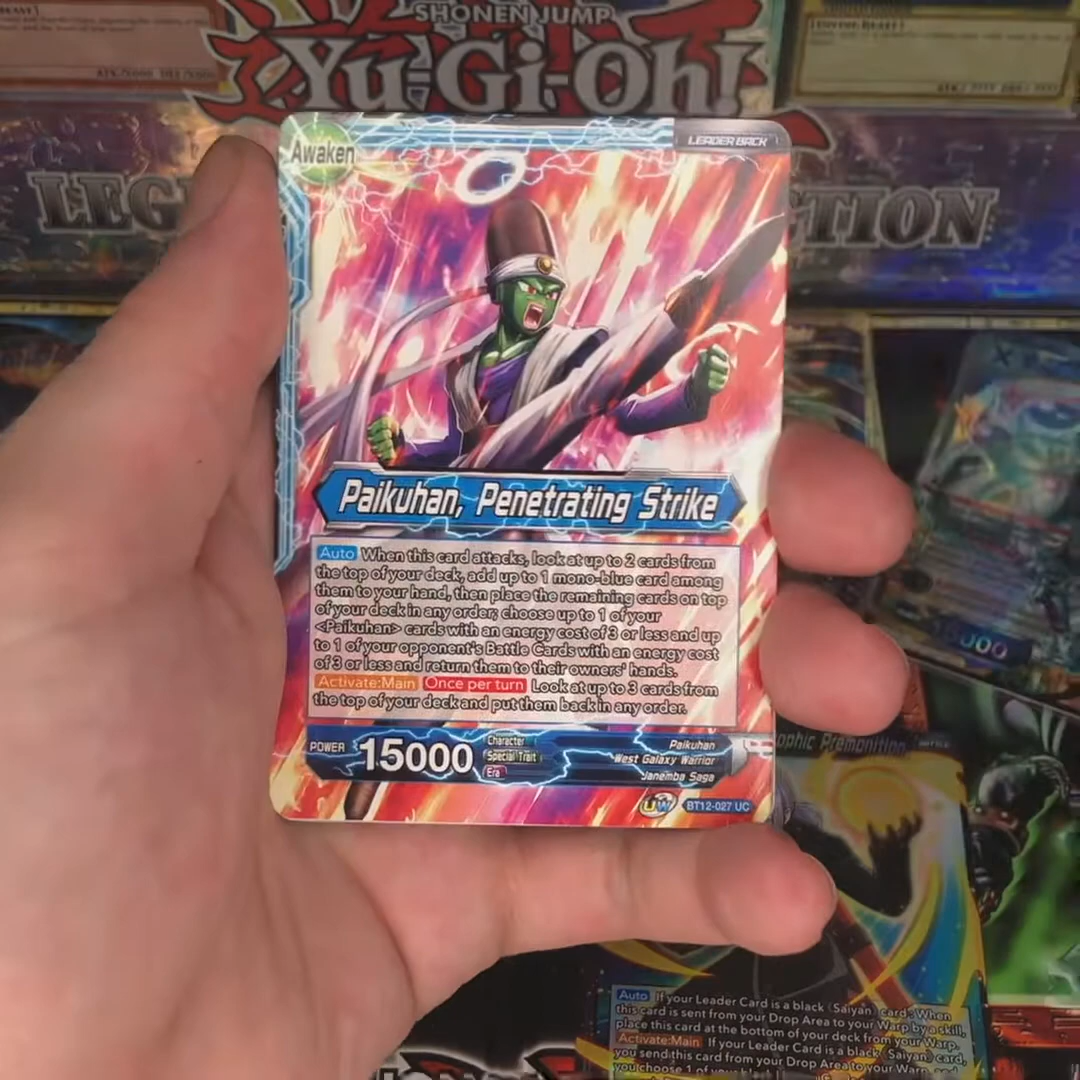 SHONEN JUMP
Yu-Gi-Oh!
LEG
TION
Awaken
LEADER BACK
Paikuhan, Penetrating Strike
Auto When this card attacks, look at up to 2 cards from
the top of your deck, add up to 1 mono-blue card among
them to your hand, then place the remaining cards on top
of your deck in any order; choose up to 1 of your
<Paikuhan> cards with an energy cost of 3 or less and up
to 1 of your opponent's Battle Cards with an energy cost
of 3 or less and return them to their owners' hands.
Activate:Main Once per turn Look at up to 3 cards from
the top of your deck and put them back in any order.
POWER 15000
Character Paikuhan
Special Trait West Galaxy Warrior
Era Janemba Saga
UW BT12-027 UC
ophic Premonition
Auto If your Leader Card is a black 《Saiyan》 card: When
this card is sent from your Drop Area to your Warp by a skill,
place this card at the bottom of your deck from your Warp.
Activate:Main If your Leader Card is a black 《Saiyan》 card,
you send this card from your Drop Area to your Warp, and
you choose 1 of your